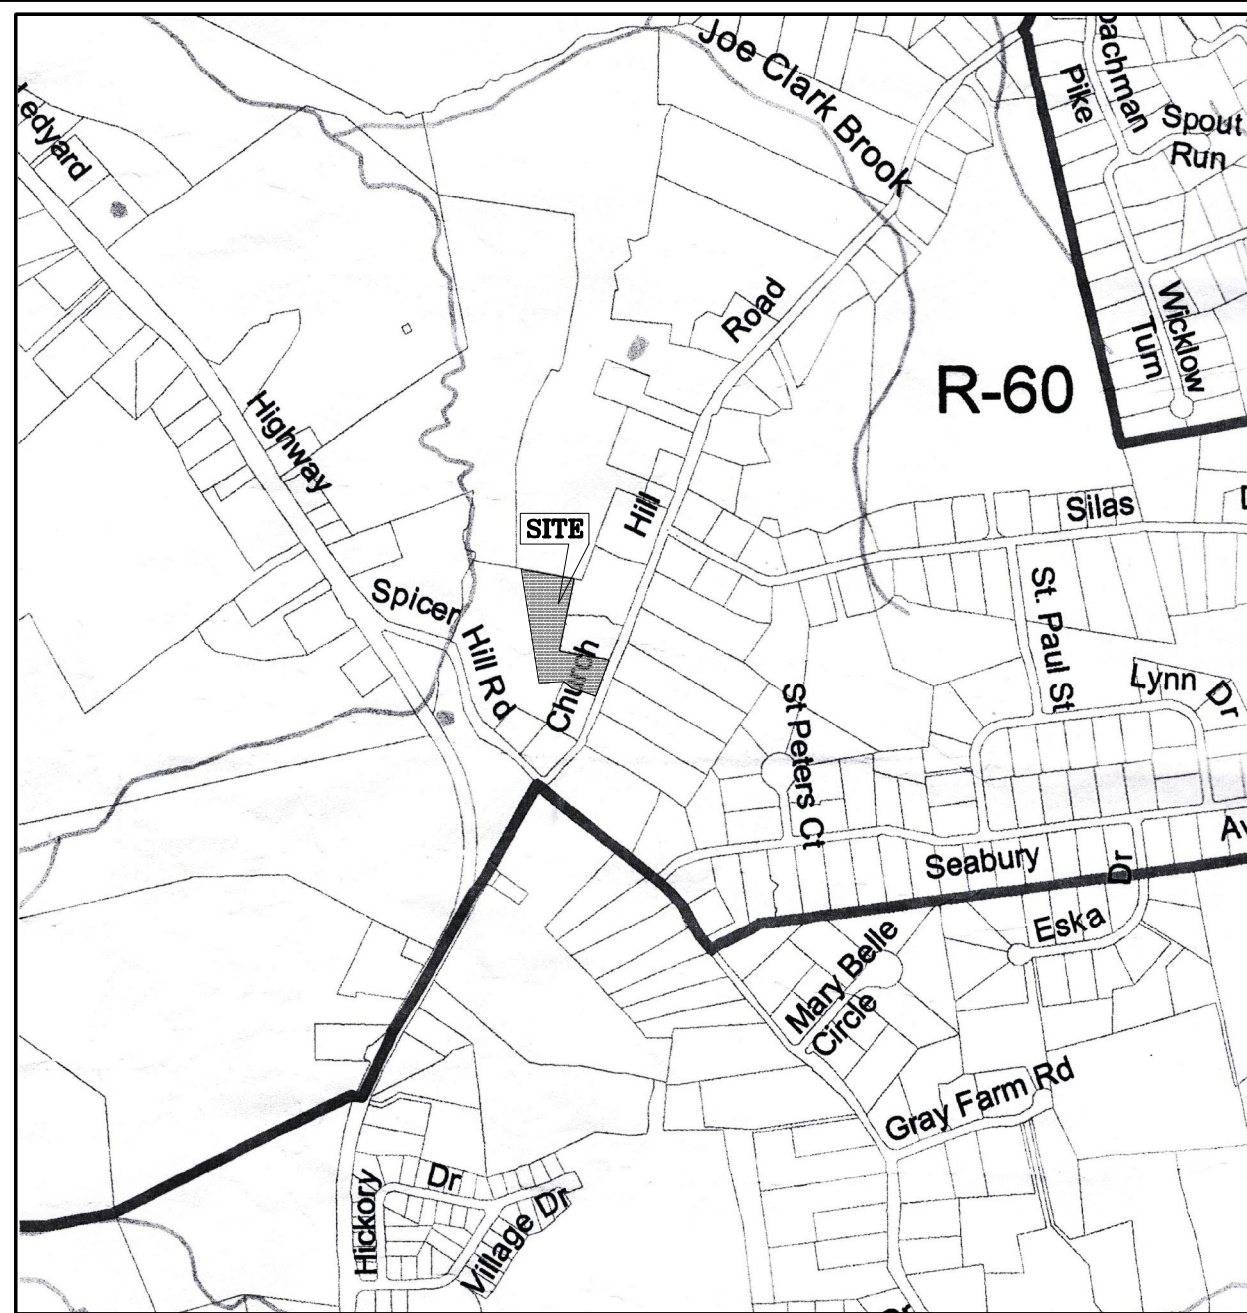 Joe Clark Brook
Ledyard
Highway
Pike
Spout
Run
Wicklow
Turn
Road
R-60
Hill
SITE
Silas
Spicer
Hill Rd
Church
St. Paul St
Lynn Dr
St Peters Ct
Seabury
Dr
Eska
Mary Belle
Circle
Gray Farm Rd
Hickory
Dr
Village Dr